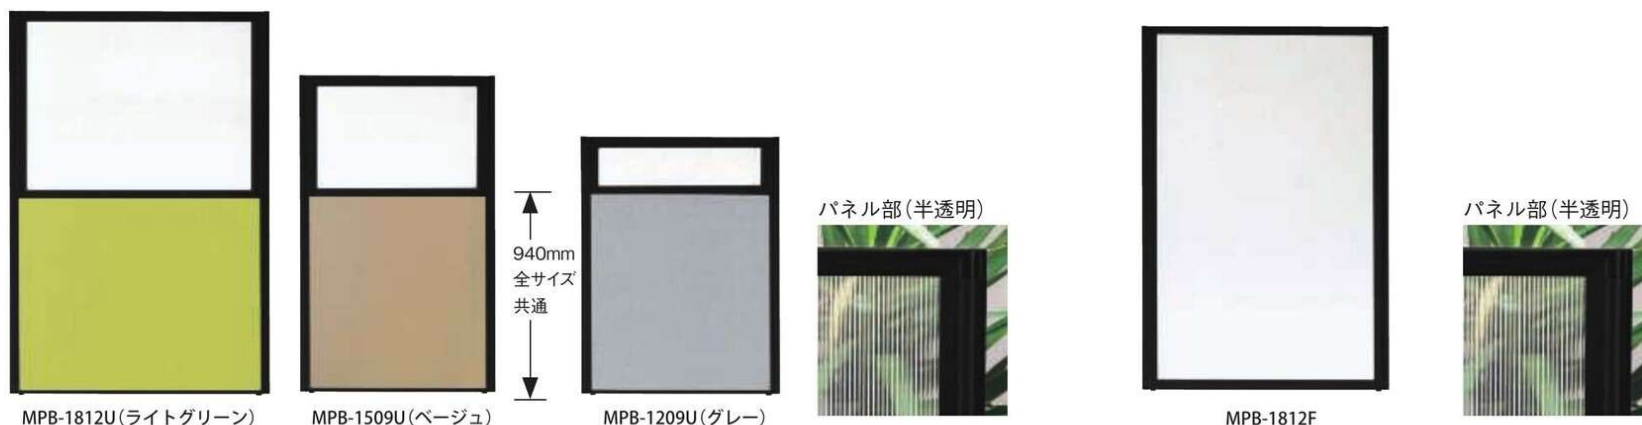 940mm
全サイズ
共通
パネル部(半透明)
パネル部(半透明)
MPB-1812U(ライトグリーン)
MPB-1509U(ベージュ)
MPB-1209U(グレー)
MPB-1812F